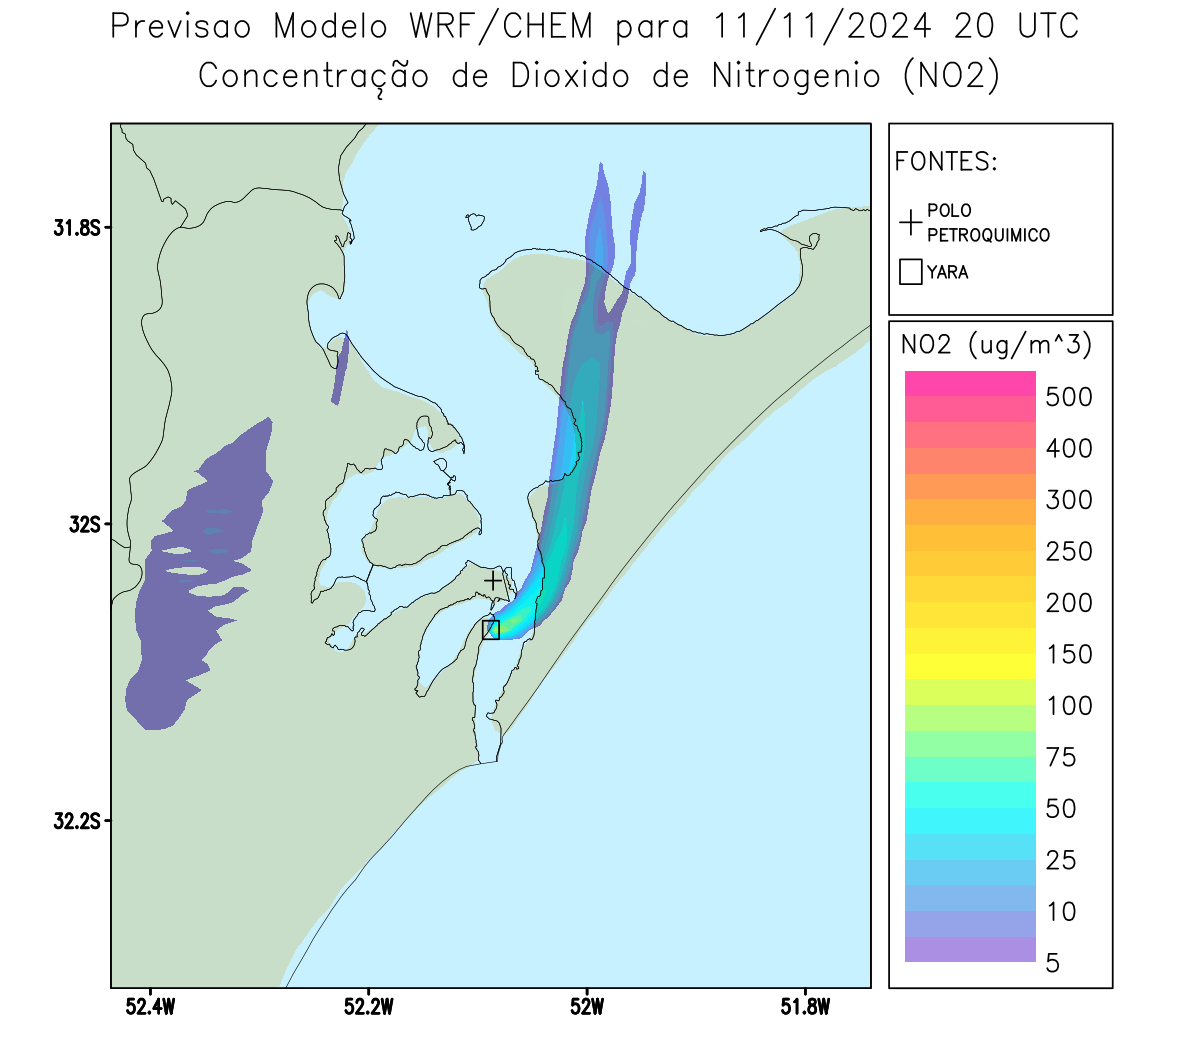 Previsao Modelo WRF/CHEM para 11/11/2024 20 UTC
Concentração de Dioxido de Nitrogenio (NO2)
FONTES:
POLO
PETROQUIMICO
YARA
NO2 (ug/m^3)
500
400
300
250
200
150
100
75
50
25
10
5
31.8S
32S
32.2S
52.4W
52.2W
52W
51.8W